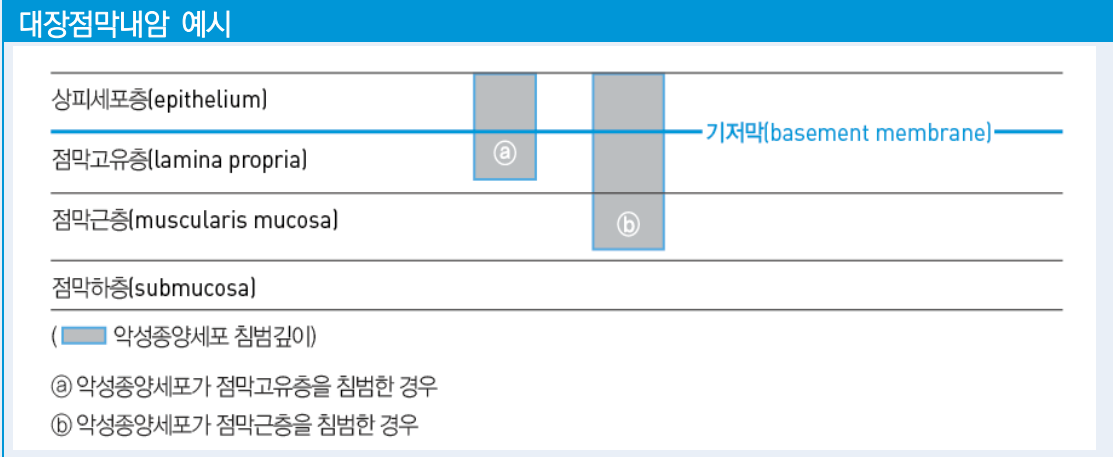 대장점막내암 예시
상피세포층(epithelium)
기저막(basement membrane)
점막고유층(lamina propria)
ⓐ
점막근층(muscularis mucosa)
ⓑ
점막하층(submucosa)
( 악성종양세포 침범깊이)
ⓐ 악성종양세포가 점막고유층을 침범한 경우
ⓑ 악성종양세포가 점막근층을 침범한 경우